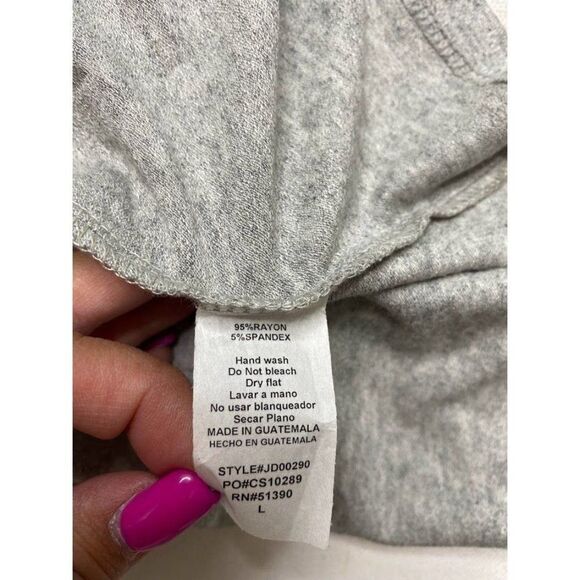 95%RAYON
5%SPANDEX
Hand wash
Do Not bleach
Dry flat
Lavar a mano
No usar blanqueador
Secar Plano
MADE IN GUATEMALA
HECHO EN GUATEMALA
STYLE#JD00290
PO#CS10289
RN#51390
L